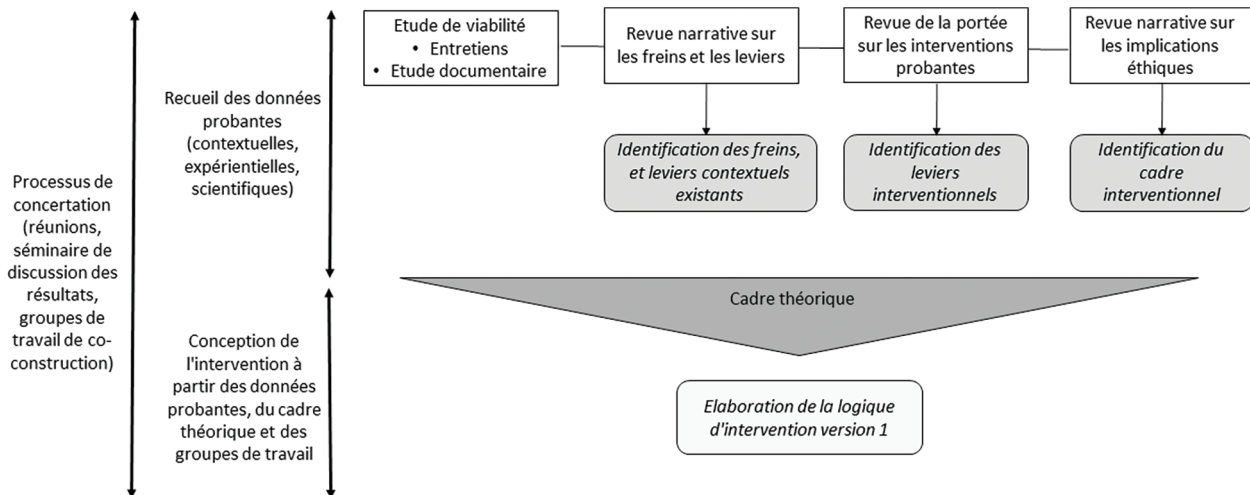 Processus de
concertation
(réunions,
séminaire de
discussion des
résultats,
groupes de
travail de co-
construction)
Recueil des données
probantes
(contextuelles,
expérientielles,
scientifiques)
Conception de
l'intervention à
partir des données
probantes, du cadre
théorique et des
groupes de travail
Etude de viabilité
• Entretiens
• Etude documentaire
Revue narrative sur
les freins et les leviers
Revue de la portée
sur les interventions
probantes
Revue narrative sur
les implications
éthiques
Identification des freins,
et leviers contextuels
existants
Identification des
leviers
interventionnels
Identification du
cadre
interventionnel
Cadre théorique
Elaboration de la logique
d'intervention version 1